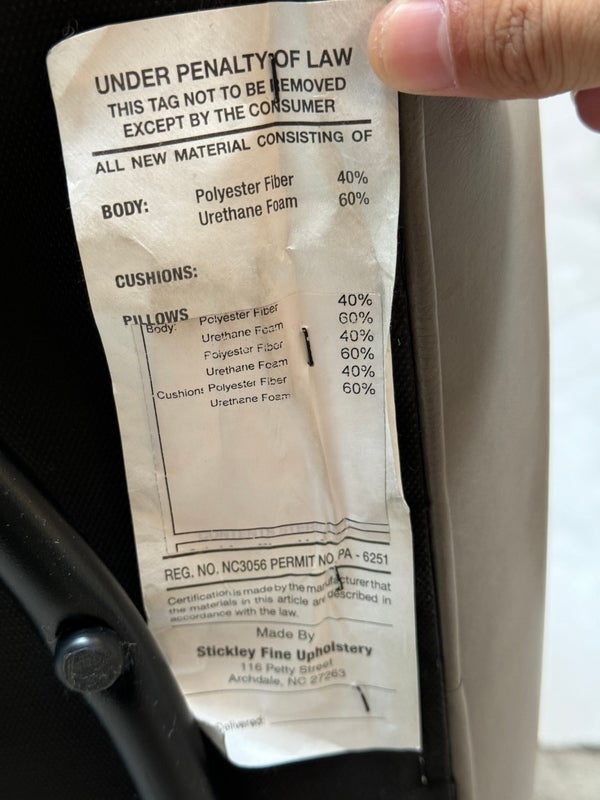 UNDER PENALTY OF LAW
THIS TAG NOT TO BE REMOVED
EXCEPT BY THE CONSUMER
ALL NEW MATERIAL CONSISTING OF
BODY: Polyester Fiber 40%
Urethane Foam 60%
CUSHIONS:
PILLOWS
Body: Polyester Fiber 40%
Urethane Foam 60%
Polyester Fiber 40%
Urethane Foam 60%
Cushions Polyester Fiber 40%
Urethane Foam 60%
REG. NO. NC3056 PERMIT NO. PA - 6251
Certification is made by the manufacturer that
the materials in this article are described in
accordance with the law.
Made By
Stickley Fine Upholstery
116 Petty Street
Archdale, NC 27263
Delivered: